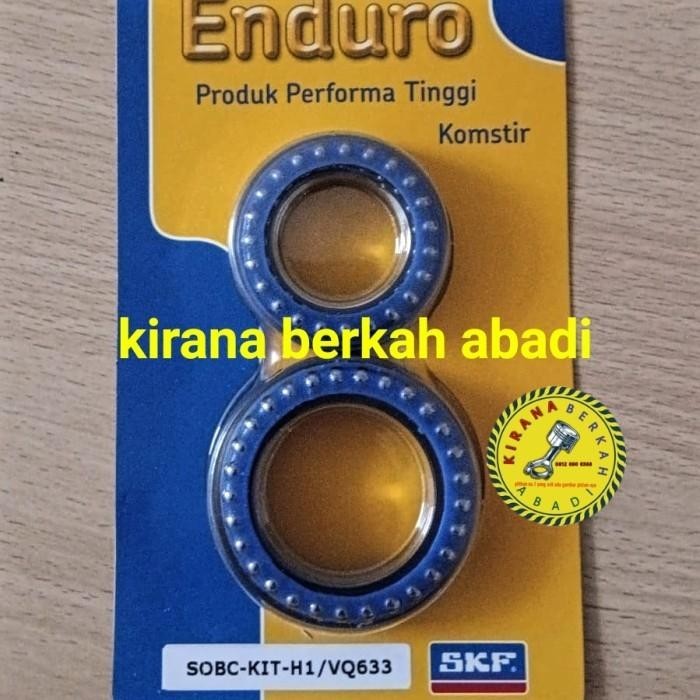 Enduro
Produk Performa Tinggi
Komstir
kirana berkah abadi
KIRANA BERKAH
ABADI
SOBC-KIT-H1/VQ633
SKF